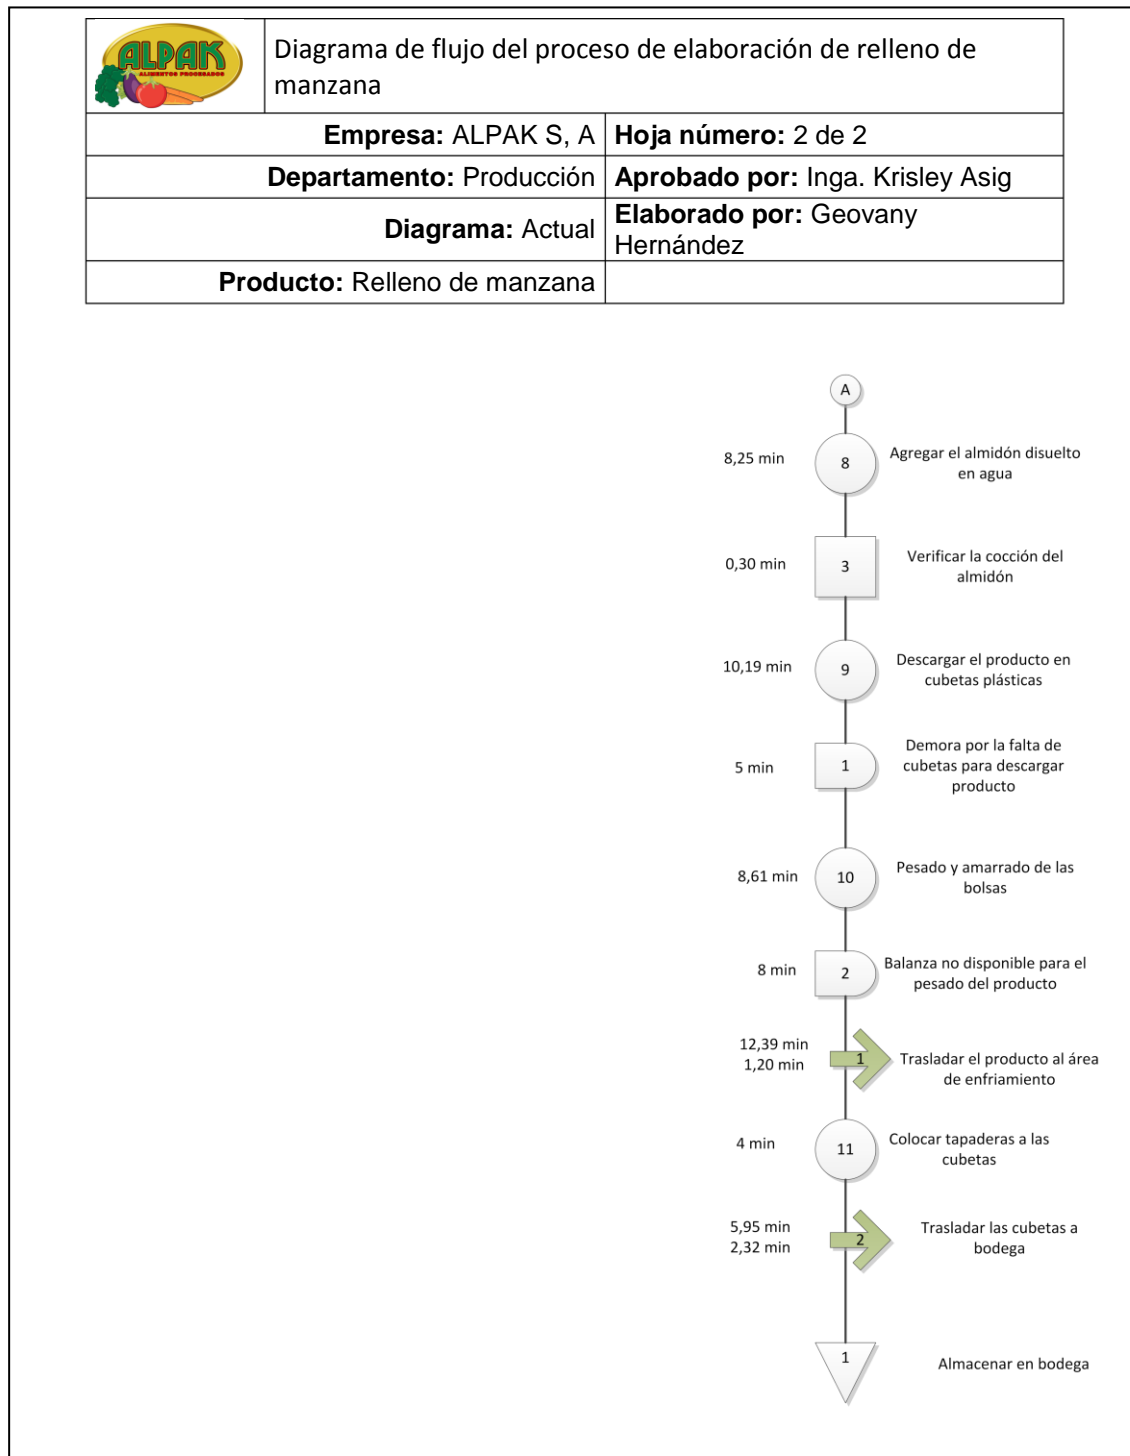 ALPAK
ALIMENTOS PROCESADOS
Diagrama de flujo del proceso de elaboración de relleno de
manzana
Empresa: ALPAK S, A
Hoja número: 2 de 2
Departamento: Producción
Aprobado por: Inga. Krisley Asig
Diagrama: Actual
Elaborado por: Geovany
Hernández
Producto: Relleno de manzana
A
8,25 min
8
Agregar el almidón disuelto
en agua
0,30 min
3
Verificar la cocción del
almidón
10,19 min
9
Descargar el producto en
cubetas plásticas
5 min
1
Demora por la falta de
cubetas para descargar
producto
8,61 min
10
Pesado y amarrado de las
bolsas
8 min
2
Balanza no disponible para el
pesado del producto
12,39 min
1,20 min
1
Trasladar el producto al área
de enfriamiento
4 min
11
Colocar tapaderas a las
cubetas
5,95 min
2,32 min
2
Trasladar las cubetas a
bodega
1
Almacenar en bodega